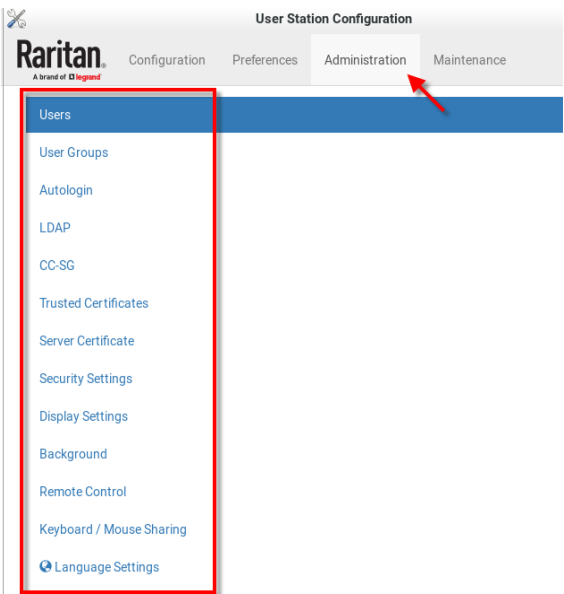 User Station Configuration
Raritan.
A brand of legrand
Configuration Preferences Administration Maintenance
Users
User Groups
Autologin
LDAP
CC-SG
Trusted Certificates
Server Certificate
Security Settings
Display Settings
Background
Remote Control
Keyboard / Mouse Sharing
Language Settings